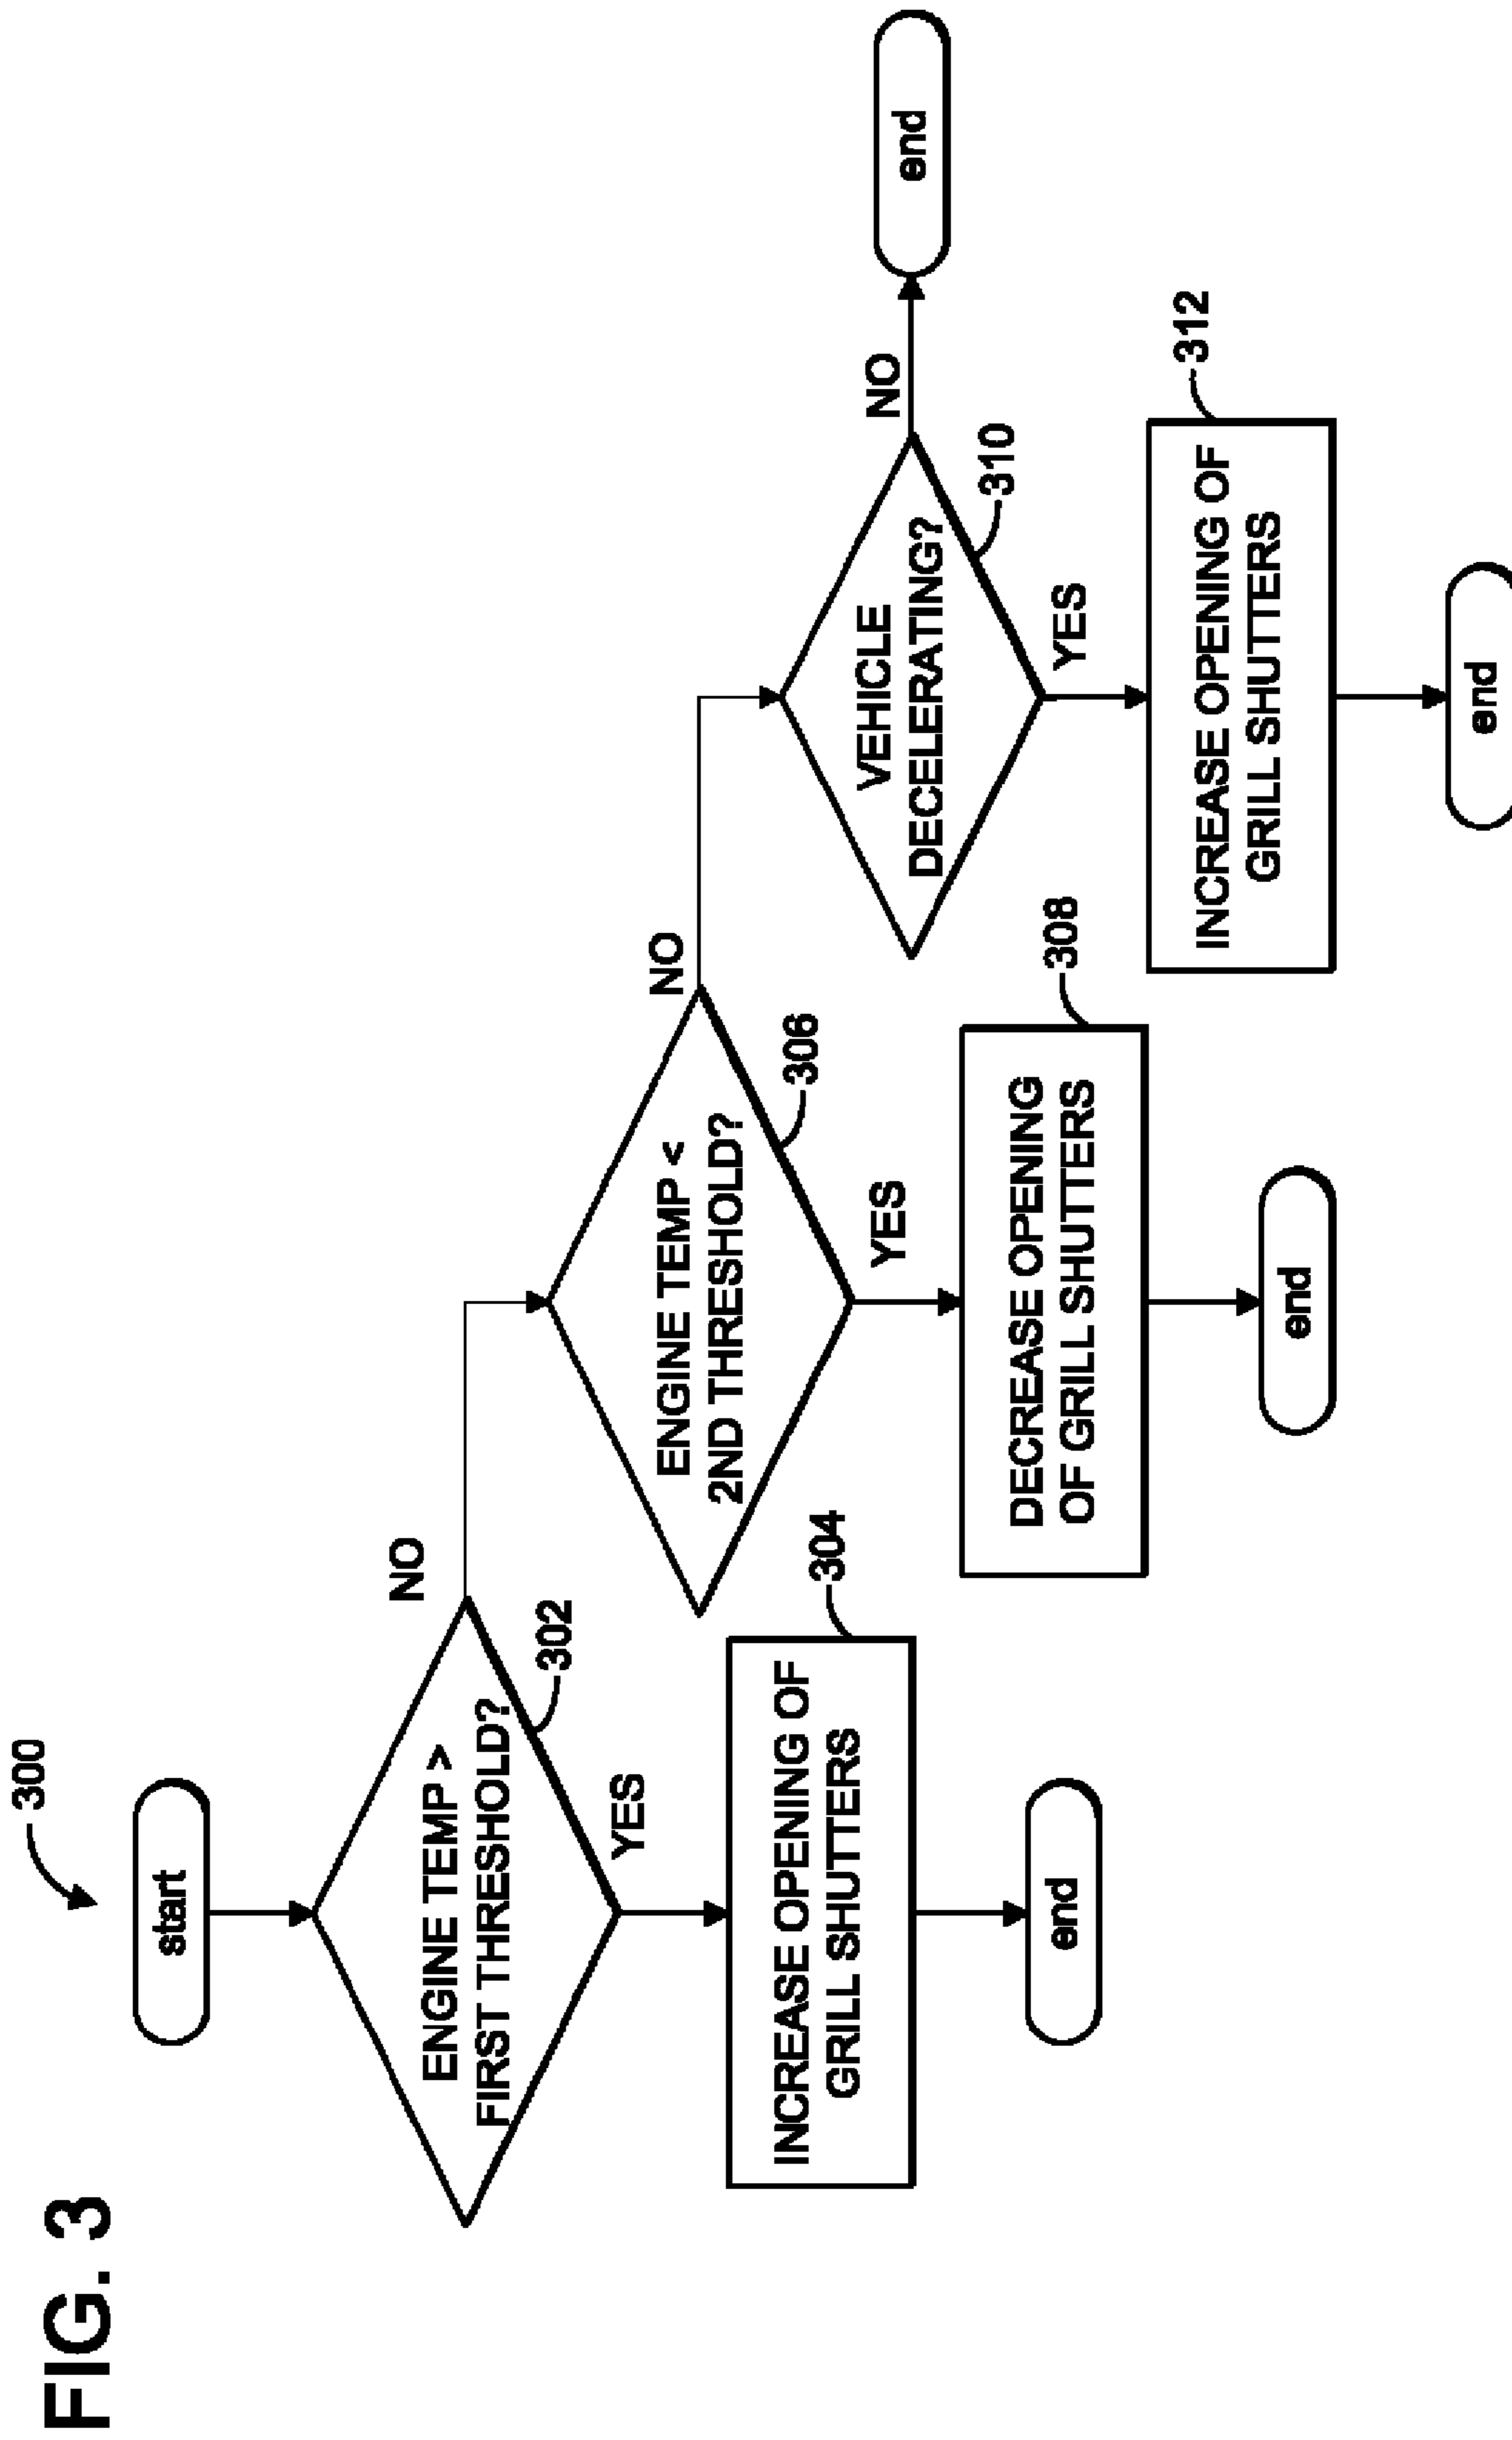 FIG. 3
300
start
ENGINE TEMP >
FIRST THRESHOLD?
302
NO
YES
INCREASE OPENING OF
GRILL SHUTTERS
304
end
ENGINE TEMP <
2ND THRESHOLD?
306
NO
YES
DECREASE OPENING
OF GRILL SHUTTERS
308
end
VEHICLE
DECELERATING?
310
NO
end
YES
INCREASE OPENING OF
GRILL SHUTTERS
312
end